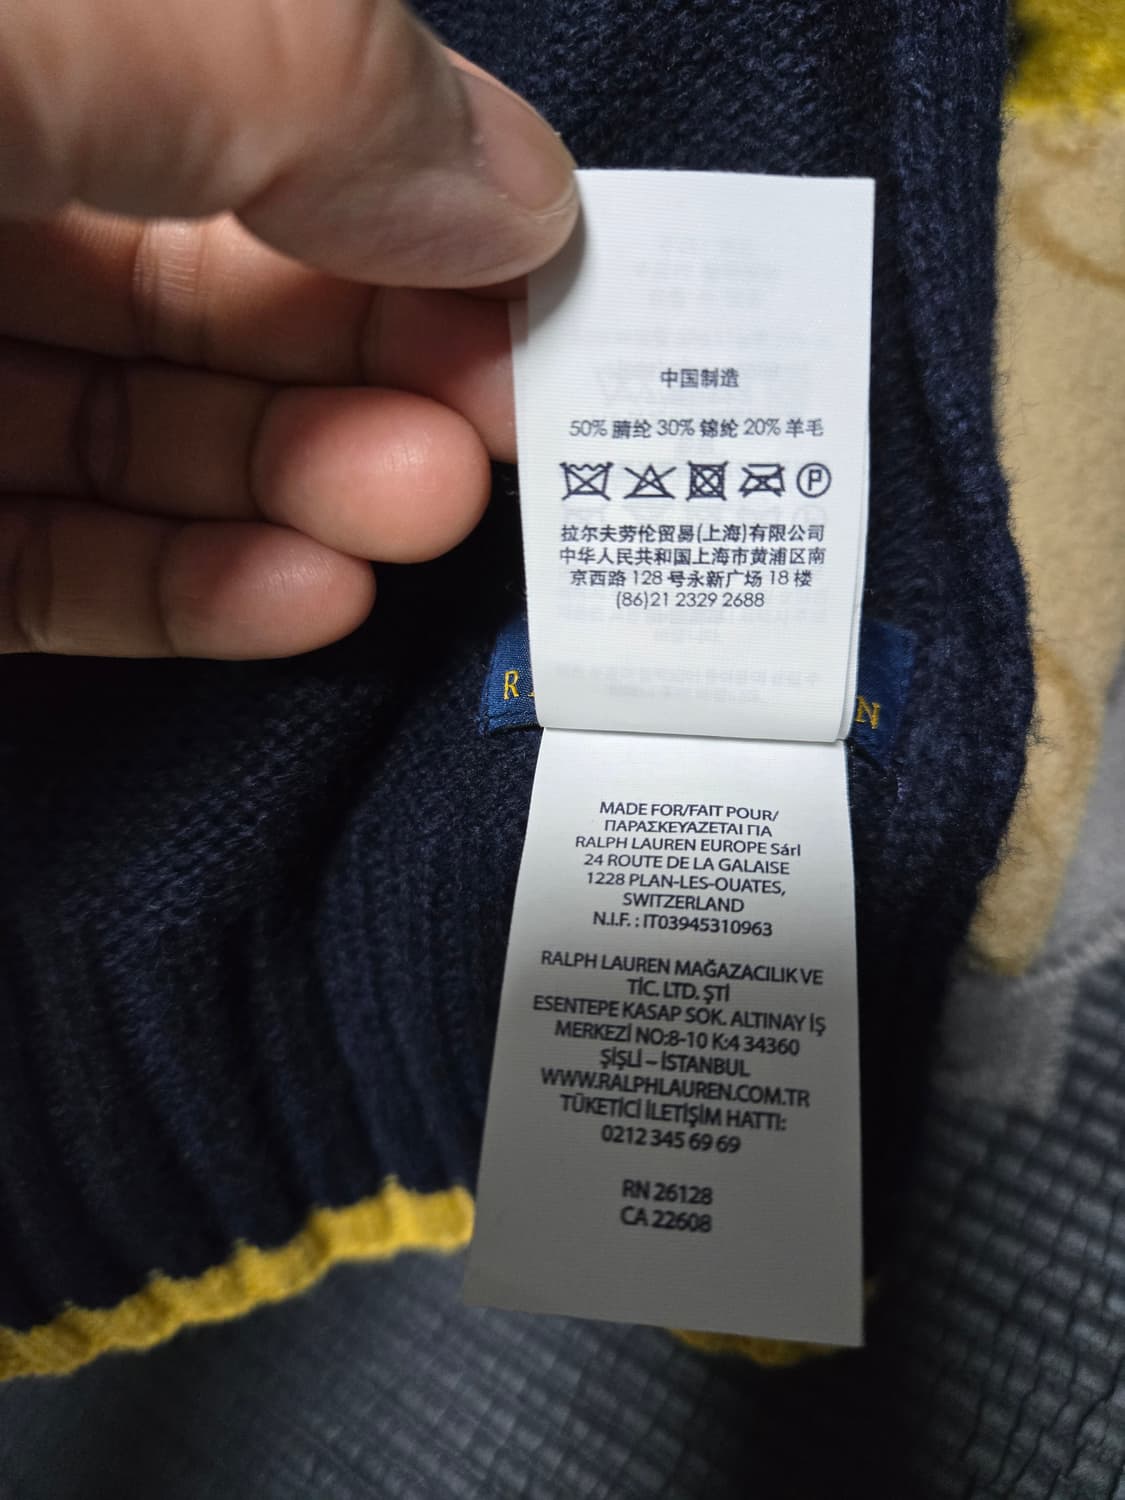 中国制造
50% 腈纶 30% 锦纶 20% 羊毛
P
拉尔夫劳伦贸易(上海)有限公司
中华人民共和国上海市黄浦区南
京西路 128 号永新广场 18 楼
(86)21 2329 2688
R
N
MADE FOR/FAIT POUR/
ΠΑΡΑΣΚΕΥΑΖΕΤΑΙ ΓΙΑ
RALPH LAUREN EUROPE Sárl
24 ROUTE DE LA GALAISE
1228 PLAN-LES-OUATES,
SWITZERLAND
N.I.F. : IT03945310963
RALPH LAUREN MAĞAZACILIK VE
TİC. LTD. ŞTİ
ESENTEPE KASAP SOK. ALTINAY İŞ
MERKEZİ NO:8-10 K:4 34360
ŞİŞLİ – İSTANBUL
WWW.RALPHLAUREN.COM.TR
TÜKETİCİ İLETİŞİM HATTI:
0212 345 69 69
RN 26128
CA 22608